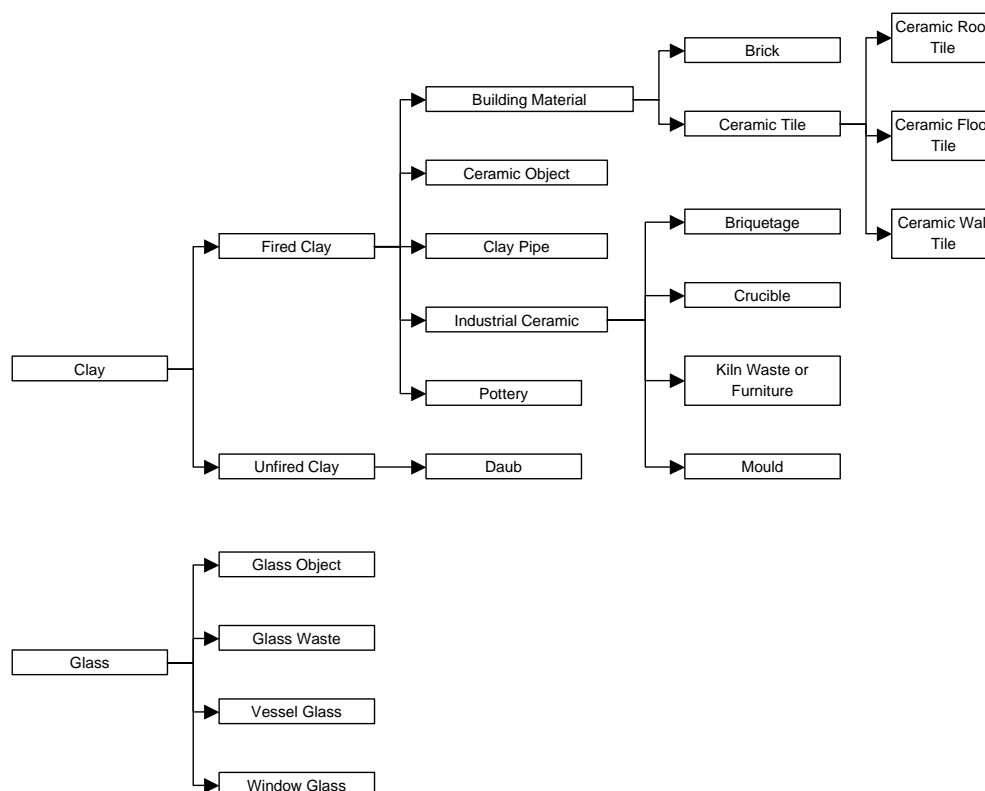 Ceramic Roo
Tile
Brick
Building Material
Ceramic Tile
Ceramic Floo
Tile
Ceramic Object
Briquetage
Ceramic Wal
Tile
Fired Clay
Clay Pipe
Crucible
Industrial Ceramic
Clay
Kiln Waste or
Furniture
Pottery
Unfired Clay
Daub
Mould
Glass Object
Glass Waste
Glass
Vessel Glass
Window Glass